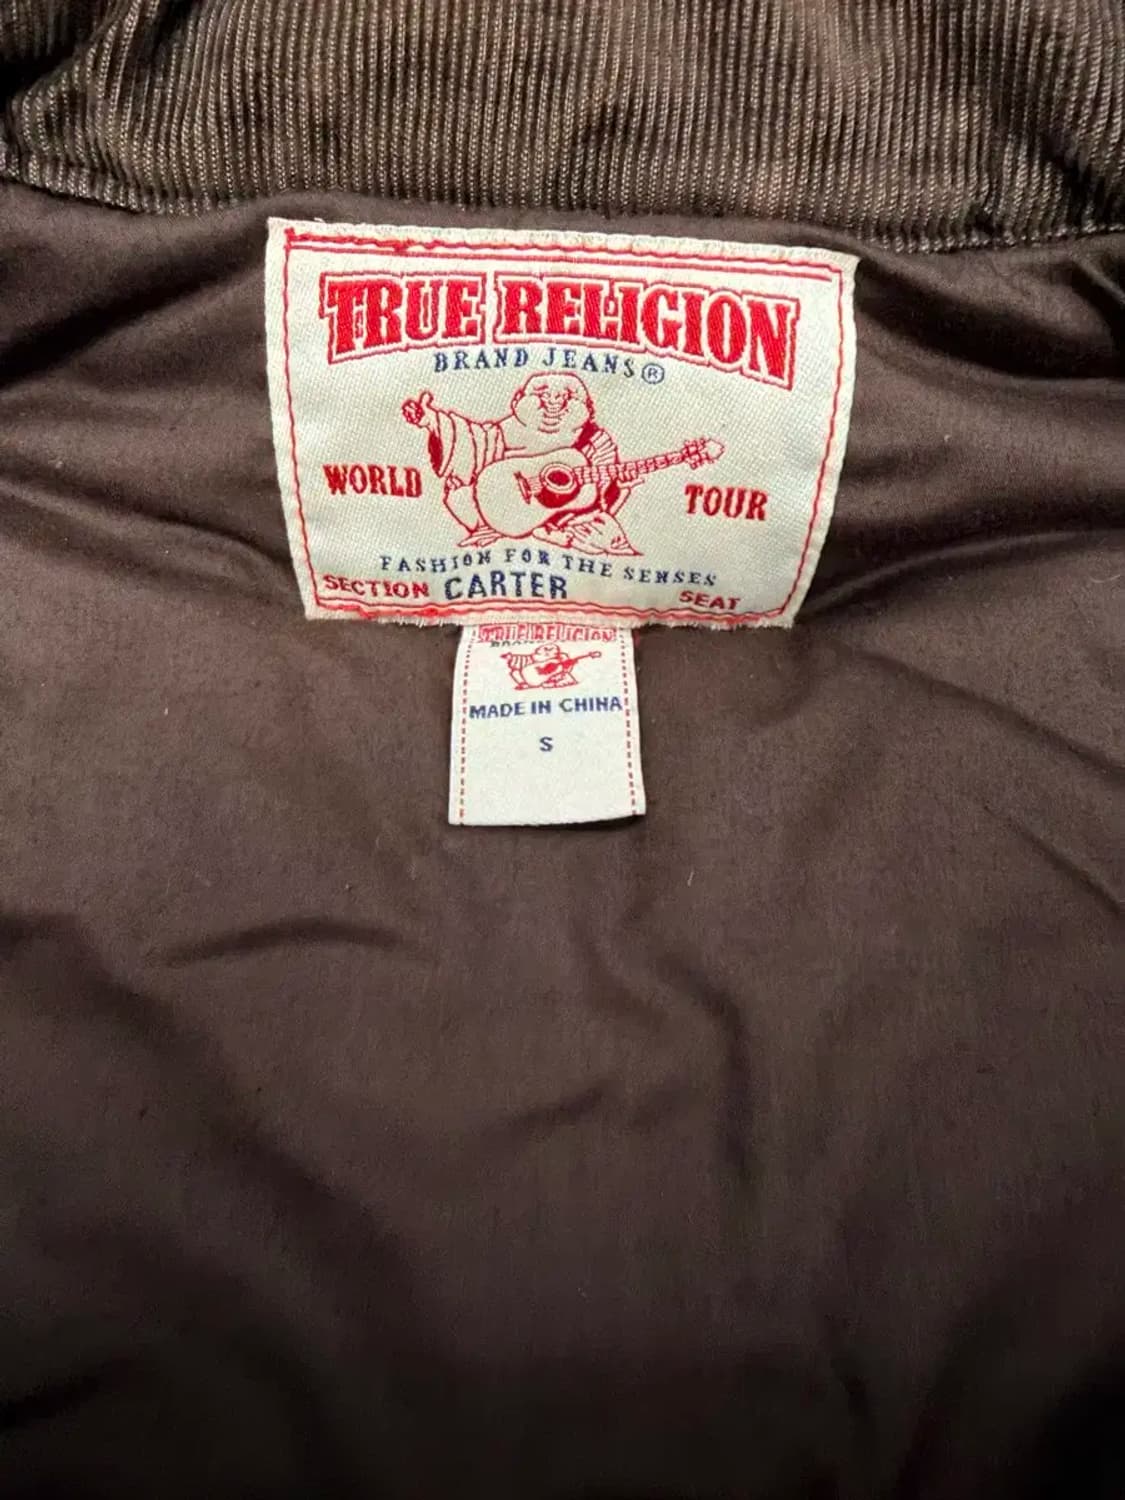 TRUE RELIGION
BRAND JEANS®
WORLD TOUR
FASHION FOR THE SENSES
SECTION CARTER SEAT
TRUE RELIGION
MADE IN CHINA
S